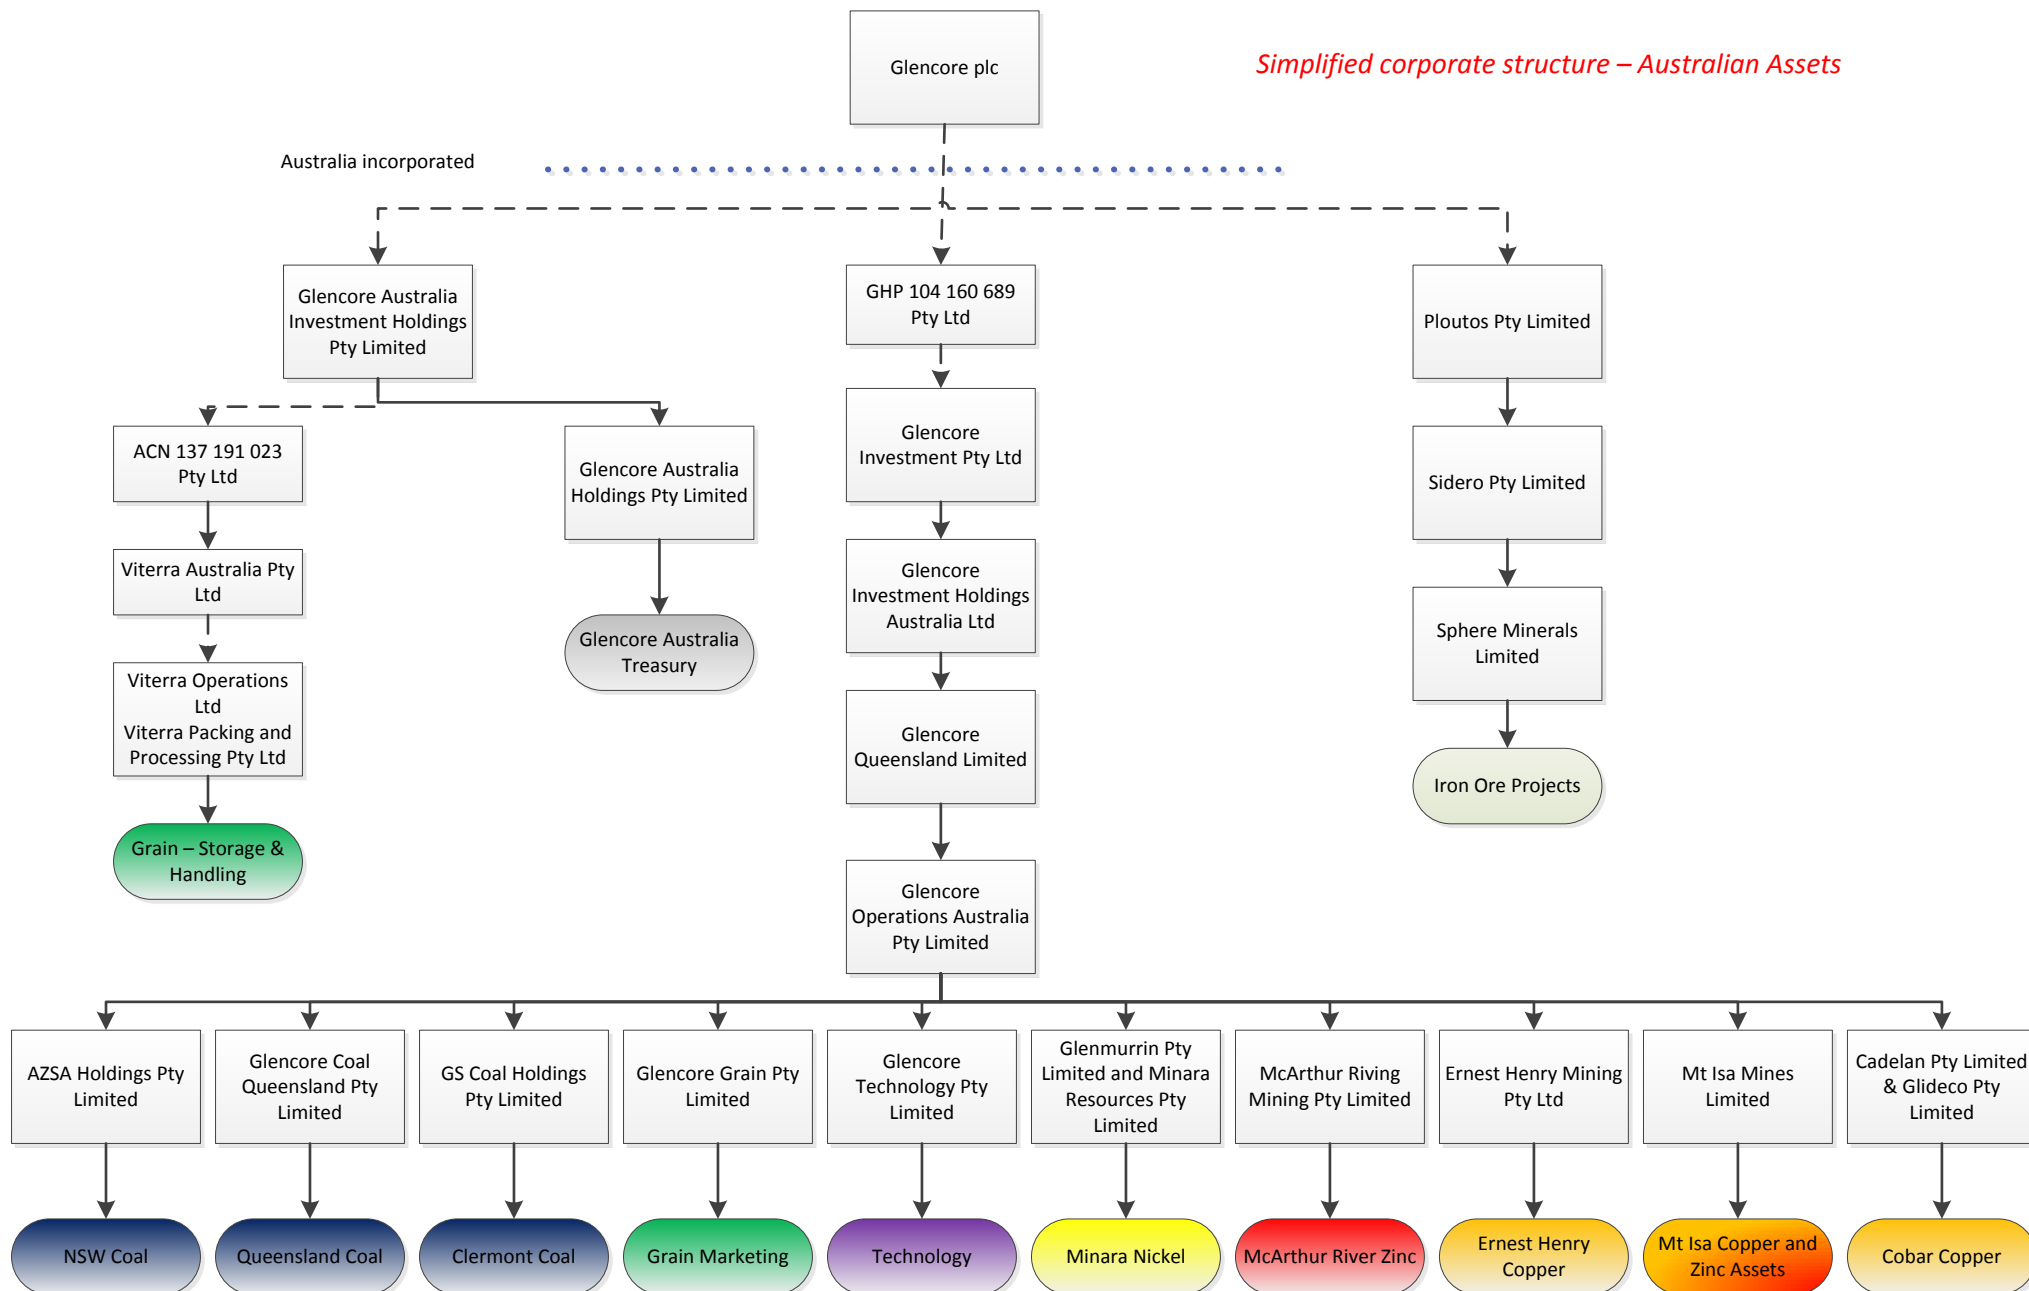 Glencore plc
Simplified corporate structure – Australian Assets
Australia incorporated
Glencore Australia
Investment Holdings
Pty Limited
GHP 104 160 689
Pty Ltd
Ploutos Pty Limited
ACN 137 191 023
Pty Ltd
Glencore Australia
Holdings Pty Limited
Glencore
Investment Pty Ltd
Sidero Pty Limited
Viterra Australia Pty
Ltd
Glencore
Investment Holdings
Australia Ltd
Glencore Australia
Treasury
Sphere Minerals
Limited
Viterra Operations
Ltd
Viterra Packing and
Processing Pty Ltd
Glencore
Queensland Limited
Iron Ore Projects
Grain – Storage &
Handling
Glencore
Operations Australia
Pty Limited
AZSA Holdings Pty
Limited
Glencore Coal
Queensland Pty
Limited
GS Coal Holdings
Pty Limited
Glencore Grain Pty
Limited
Glencore
Technology Pty
Limited
Glenmurrin Pty
Limited and Minara
Resources Pty
Limited
McArthur Riving
Mining Pty Limited
Ernest Henry Mining
Pty Ltd
Mt Isa Mines
Limited
Cadelan Pty Limited
& Glideco Pty
Limited
NSW Coal
Queensland Coal
Clermont Coal
Grain Marketing
Technology
Minara Nickel
McArthur River Zinc
Ernest Henry
Copper
Mt Isa Copper and
Zinc Assets
Cobar Copper